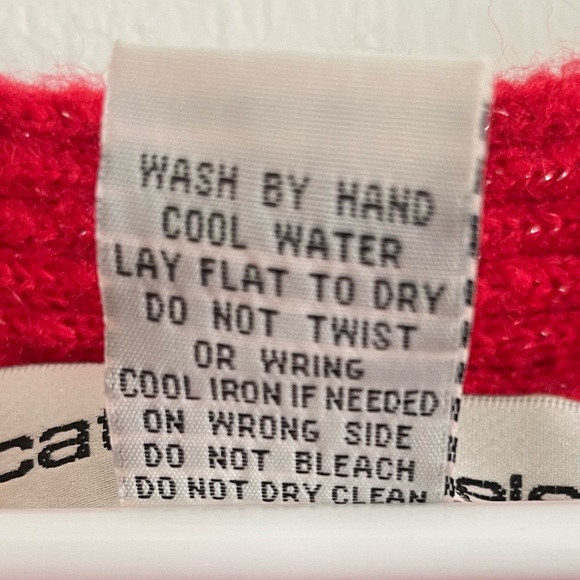 WASH BY HAND
COOL WATER
LAY FLAT TO DRY
DO NOT TWIST
OR WRING
COOL IRON IF NEEDED
ON WRONG SIDE
DO NOT BLEACH
DO NOT DRY CLEAN
cat